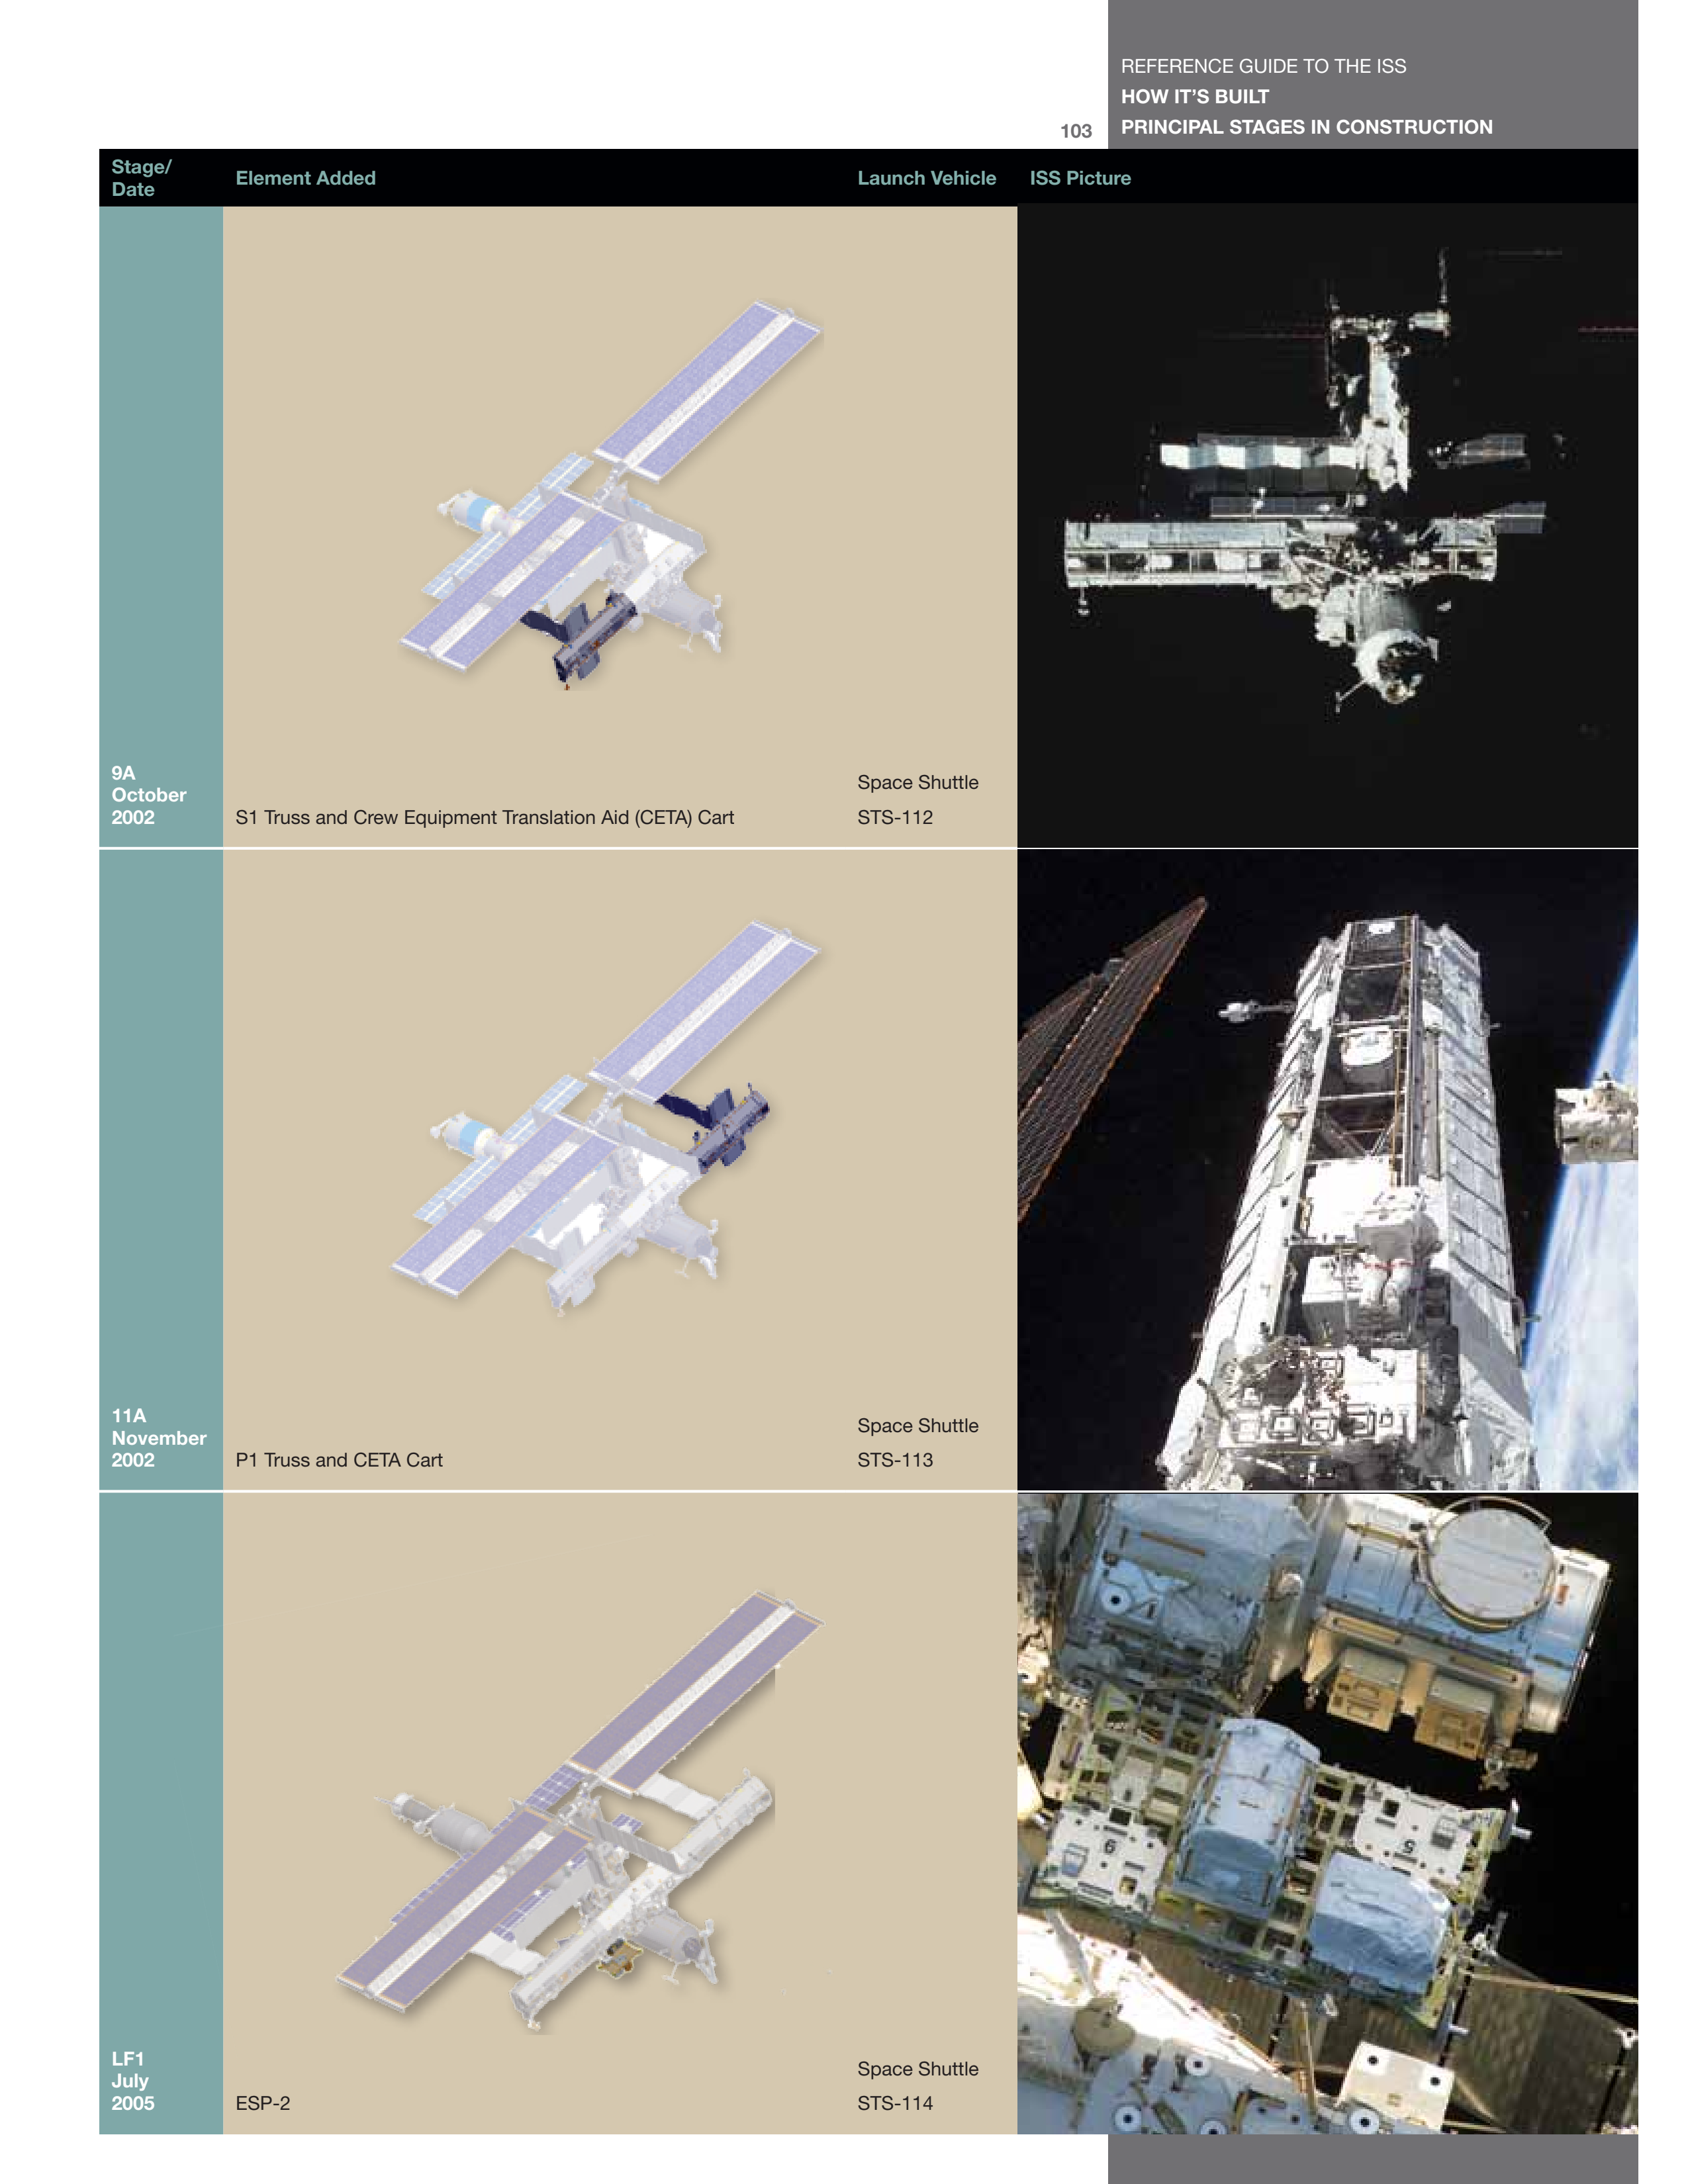 REFERENCE GUIDE TO THE ISS
HOW IT'S BUILT
103 PRINCIPAL STAGES IN CONSTRUCTION
Stage/
Date
Element Added
Launch Vehicle
ISS Picture
9A
October
2002
S1 Truss and Crew Equipment Translation Aid (CETA) Cart
Space Shuttle
STS-112
11A
November
2002
P1 Truss and CETA Cart
Space Shuttle
STS-113
6
5
LF1
July
2005
ESP-2
Space Shuttle
STS-114